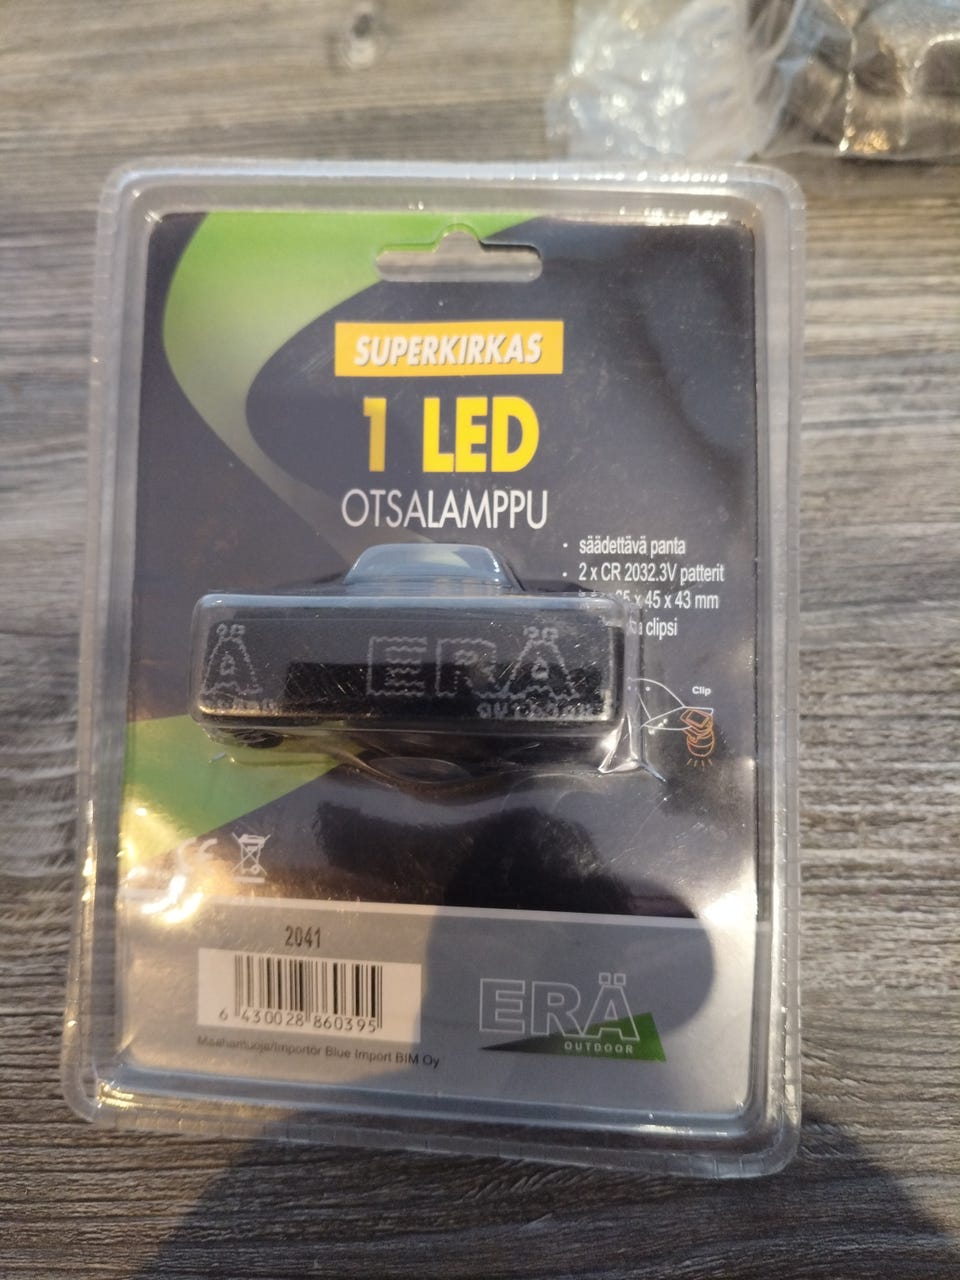 SUPERKIRKAS
1 LED
OTSALAMPPU
· säädettävä panta
· 2 x CR 2032.3V patterit
x 45 x 43 mm
clipsi
Ä ERÄ
Clip
CE
2041
6 430028 860395
Maahantuoja/Importör Blue Import BIM Oy
ERÄ
OUTDOOR